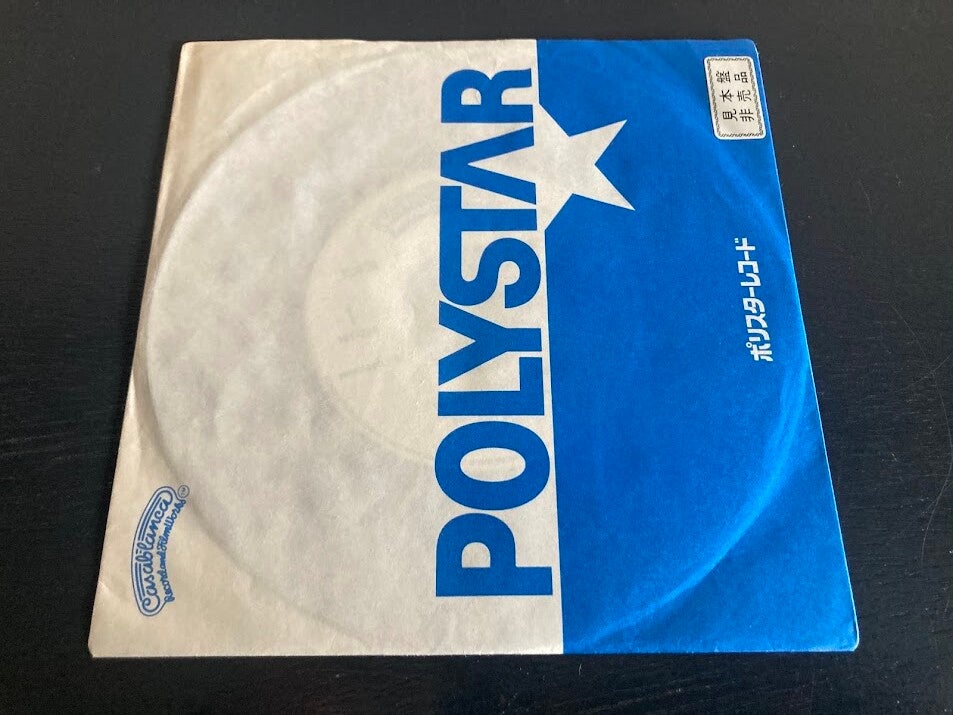 見本盤
非売品
POLYSTAR
ポリスターレコード
Casablanca
Record and FilmWorks
TM